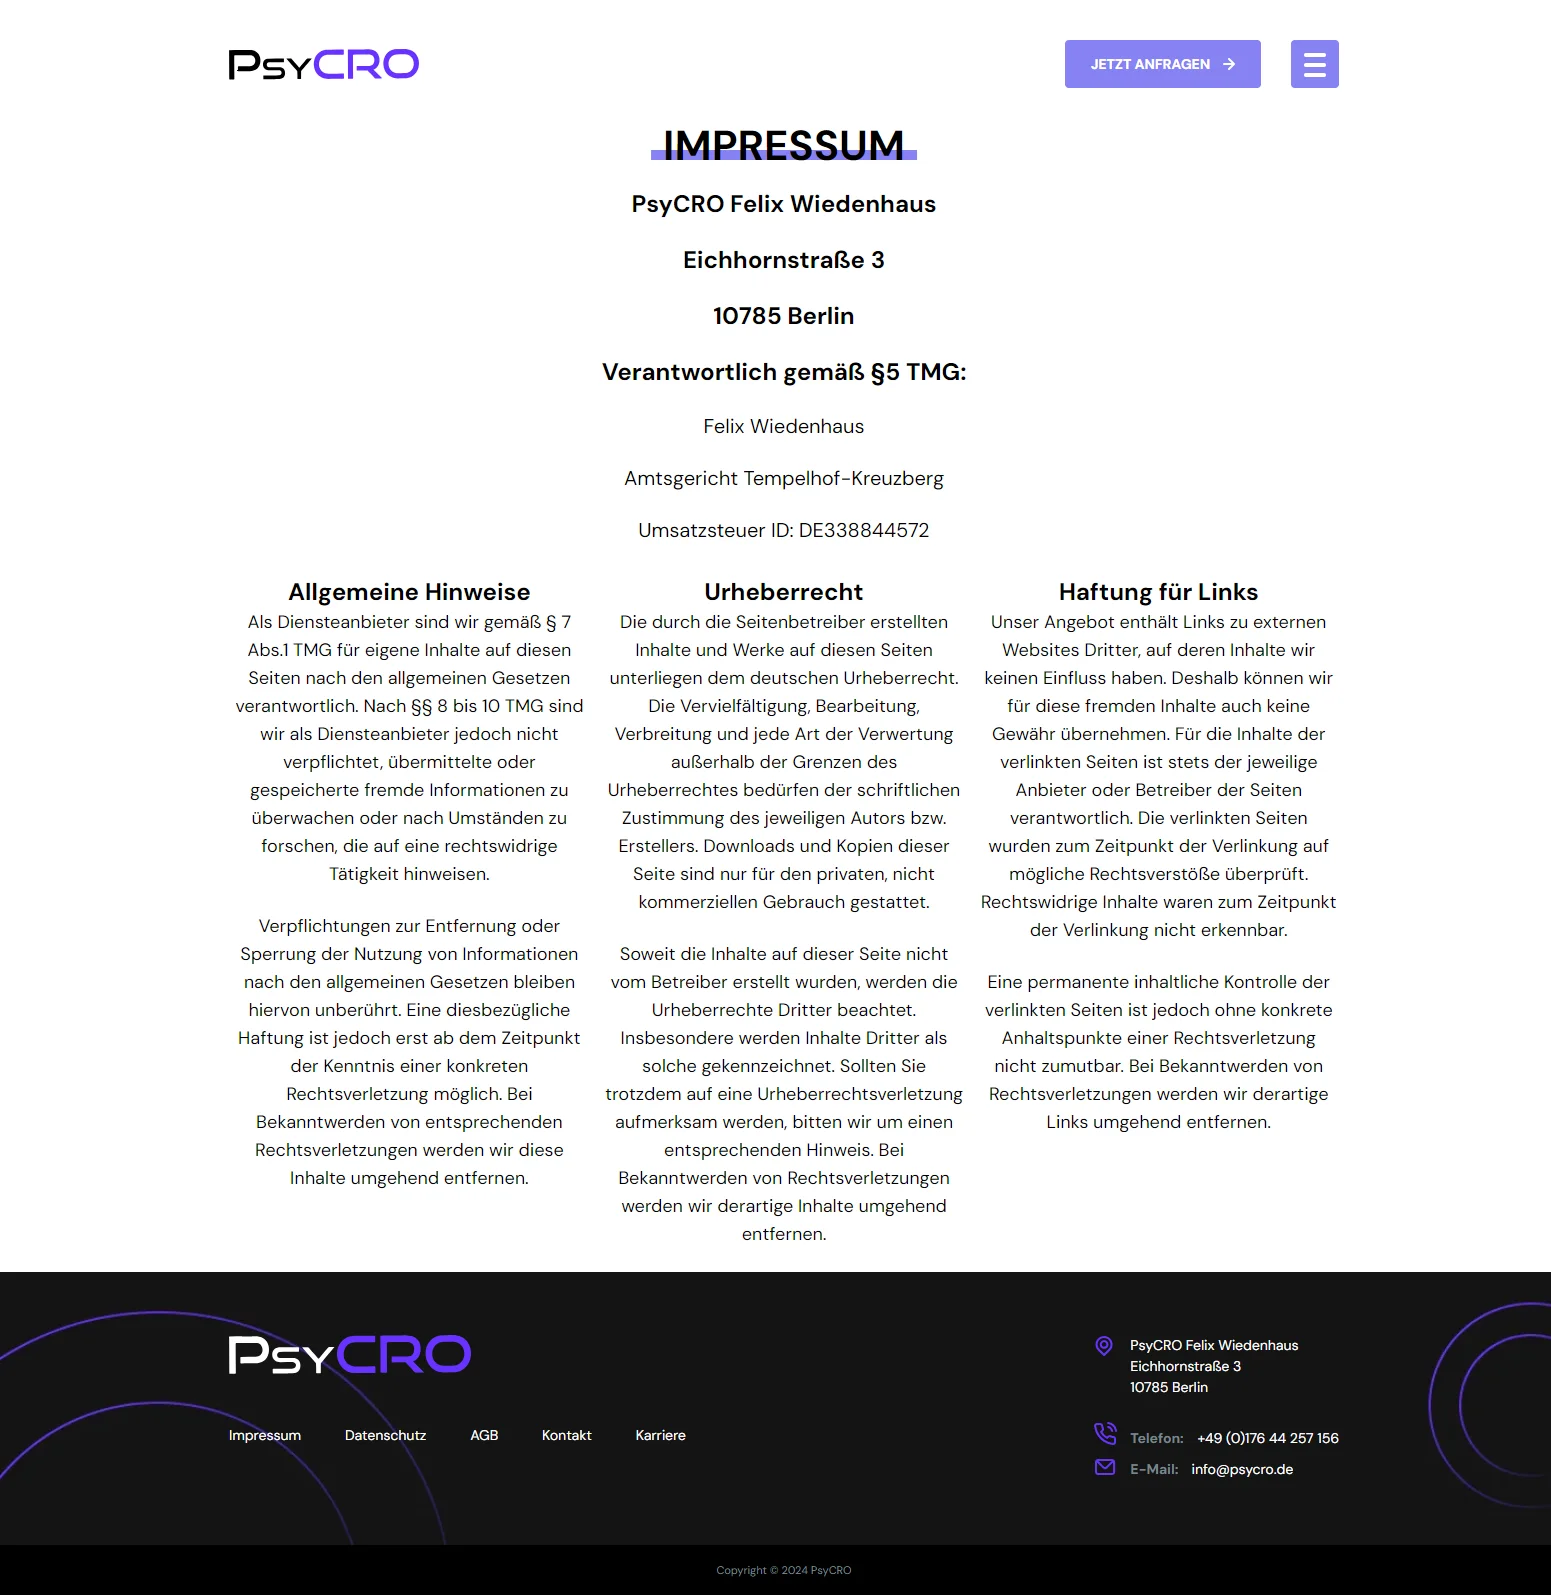 PsyCRO
JETZT ANFRAGEN
IMPRESSUM
PsyCRO Felix Wiedenhaus
Eichhornstraße 3
10785 Berlin
Verantwortlich gemäß §5 TMG:
Felix Wiedenhaus
Amtsgericht Tempelhof-Kreuzberg
Umsatzsteuer ID: DE338844572
Allgemeine Hinweise
Als Diensteanbieter sind wir gemäß § 7
Abs.1 TMG für eigene Inhalte auf diesen
Seiten nach den allgemeinen Gesetzen
verantwortlich. Nach §§ 8 bis 10 TMG sind
wir als Diensteanbieter jedoch nicht
verpflichtet, übermittelte oder
gespeicherte fremde Informationen zu
überwachen oder nach Umständen zu
forschen, die auf eine rechtswidrige
Tätigkeit hinweisen.
Verpflichtungen zur Entfernung oder
Sperrung der Nutzung von Informationen
nach den allgemeinen Gesetzen bleiben
hiervon unberührt. Eine diesbezügliche
Haftung ist jedoch erst ab dem Zeitpunkt
der Kenntnis einer konkreten
Rechtsverletzung möglich. Bei
Bekanntwerden von entsprechenden
Rechtsverletzungen werden wir diese
Inhalte umgehend entfernen.
Urheberrecht
Die durch die Seitenbetreiber erstellten
Inhalte und Werke auf diesen Seiten
unterliegen dem deutschen Urheberrecht.
Die Vervielfältigung, Bearbeitung,
Verbreitung und jede Art der Verwertung
außerhalb der Grenzen des
Urheberrechtes bedürfen der schriftlichen
Zustimmung des jeweiligen Autors bzw.
Erstellers. Downloads und Kopien dieser
Seite sind nur für den privaten, nicht
kommerziellen Gebrauch gestattet.
Soweit die Inhalte auf dieser Seite nicht
vom Betreiber erstellt wurden, werden die
Urheberrechte Dritter beachtet.
Insbesondere werden Inhalte Dritter als
solche gekennzeichnet. Sollten Sie
trotzdem auf eine Urheberrechtsverletzung
aufmerksam werden, bitten wir um einen
entsprechenden Hinweis. Bei
Bekanntwerden von Rechtsverletzungen
werden wir derartige Inhalte umgehend
entfernen.
Haftung für Links
Unser Angebot enthält Links zu externen
Websites Dritter, auf deren Inhalte wir
keinen Einfluss haben. Deshalb können wir
für diese fremden Inhalte auch keine
Gewähr übernehmen. Für die Inhalte der
verlinkten Seiten ist stets der jeweilige
Anbieter oder Betreiber der Seiten
verantwortlich. Die verlinkten Seiten
wurden zum Zeitpunkt der Verlinkung auf
mögliche Rechtsverstöße überprüft.
Rechtswidrige Inhalte waren zum Zeitpunkt
der Verlinkung nicht erkennbar.
Eine permanente inhaltliche Kontrolle der
verlinkten Seiten ist jedoch ohne konkrete
Anhaltspunkte einer Rechtsverletzung
nicht zumutbar. Bei Bekanntwerden von
Rechtsverletzungen werden wir derartige
Links umgehend entfernen.
PsyCRO
Impressum Datenschutz AGB Kontakt Karriere
PsyCRO Felix Wiedenhaus
Eichhornstraße 3
10785 Berlin
Telefon: +49 (0)176 44 257 156
E-Mail: info@psycro.de
Copyright © 2024 PsyCRO